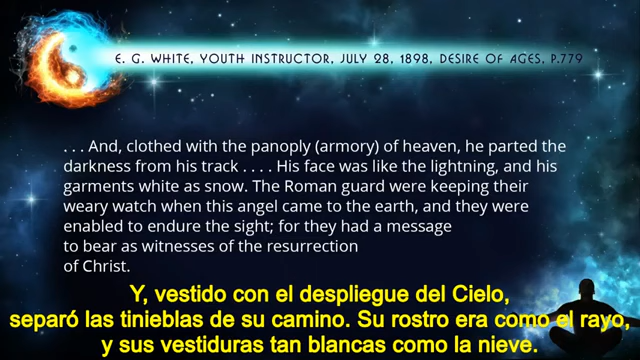 E. G. WHITE, YOUTH INSTRUCTOR, JULY 28, 1898, DESIRE OF AGES, P.779
. . . And, clothed with the panoply (armory) of heaven, he parted the
darkness from his track . . . . His face was like the lightning, and his
garments white as snow. The Roman guard were keeping their
weary watch when this angel came to the earth, and they were
enabled to endure the sight; for they had a message
to bear as witnesses of the resurrection
of Christ.
Y, vestido con el despliegue del Cielo,
separó las tinieblas de su camino. Su rostro era como el rayo,
y sus vestiduras tan blancas como la nieve.